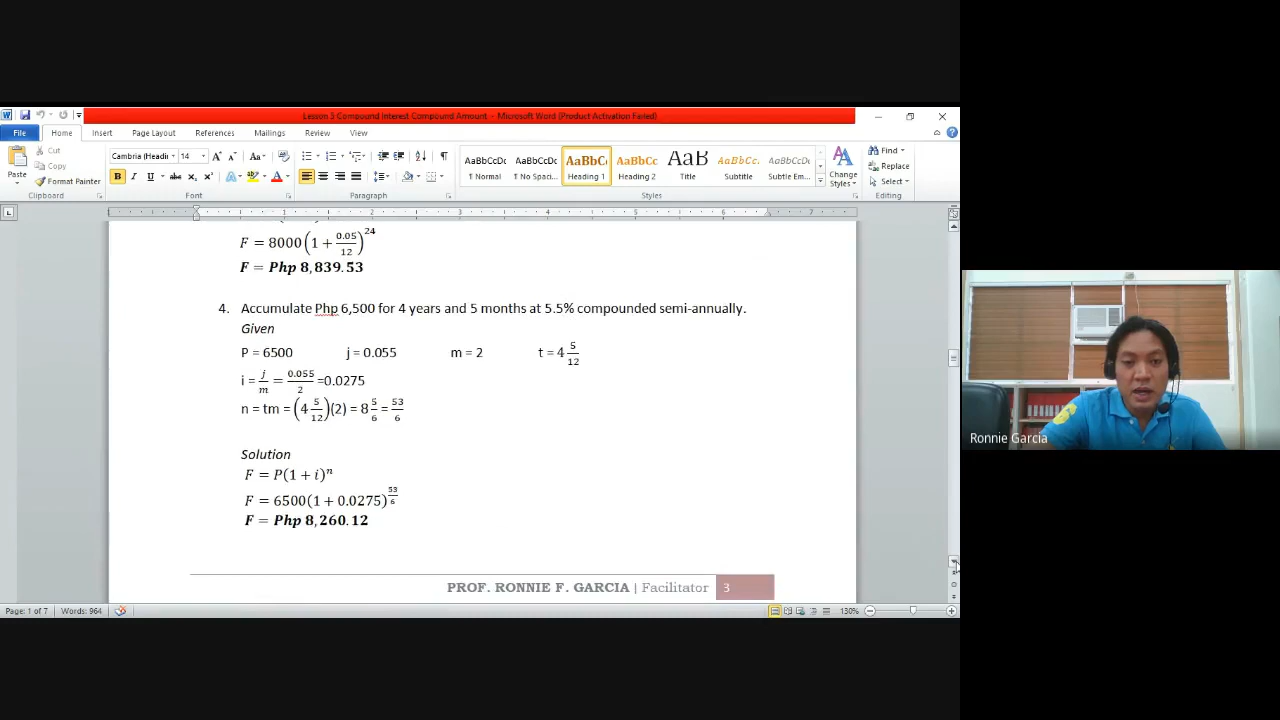 Lesson 5 Compound Interest Compound Amount - Microsoft Word (Product Activation Failed)
File Home Insert Page Layout References Mailings Review View
Cut
Copy
Format Painter
Paste
Clipboard
Cambria (Headi 14
Font
Paragraph
AaBbCcDc AaBbCcDc AaBbC AaBbCc AaB AaBbCc. AaBbCcDc
¶ Normal ¶ No Spaci... Heading 1 Heading 2 Title Subtitle Subtle Em...
Styles
Change Styles
Find
Replace
Select
Editing
F = 8000(1 + 0.05/12)^24
F = Php 8,839.53
4. Accumulate Php 6,500 for 4 years and 5 months at 5.5% compounded semi-annually.
Given
P = 6500 j = 0.055 m = 2 t = 4 5/12
i = j/m = 0.055/2 =0.0275
n = tm = (4 5/12)(2) = 8 5/6 = 53/6
Solution
F = P(1 + i)^n
F = 6500(1 + 0.0275)^53/6
F = Php 8,260.12
PROF. RONNIE F. GARCIA | Facilitator 3
Page: 1 of 7 Words: 964 130%
Ronnie Garcia